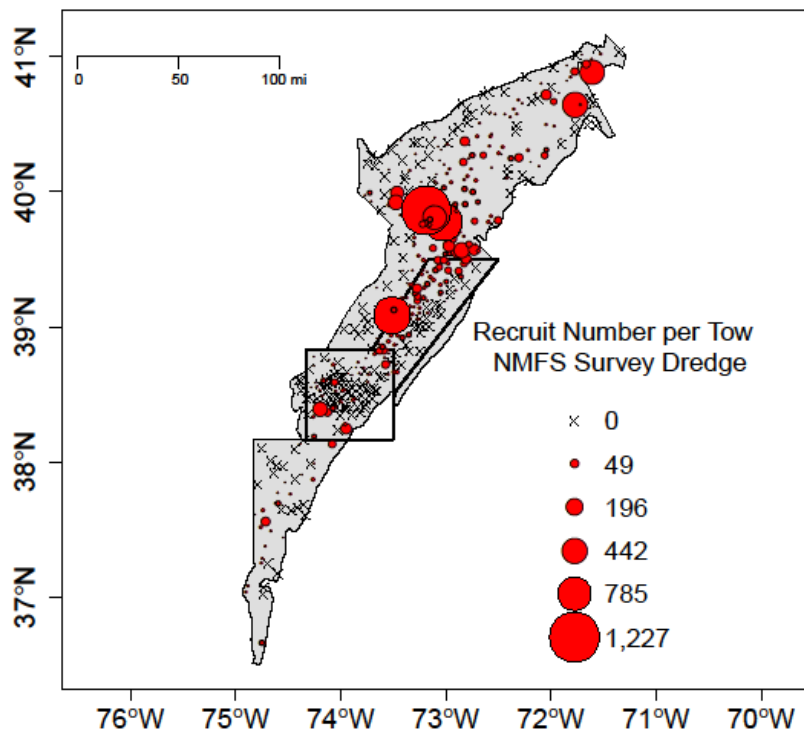 41°N
40°N
39°N
38°N
37°N
0 50 100 mi
Recruit Number per Tow
NMFS Survey Dredge
0
49
196
442
785
1,227
76°W 75°W 74°W 73°W 72°W 71°W 70°W